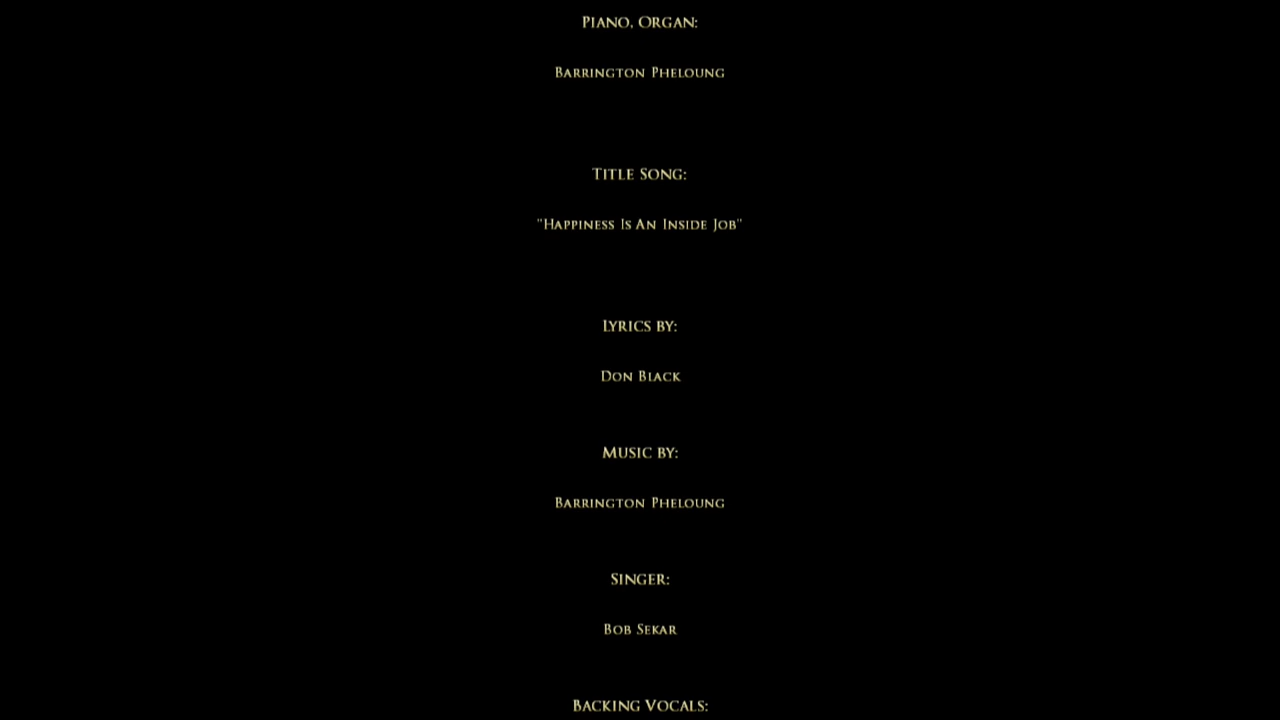 Piano, Organ:
Barrington Pheloung
Title Song:
"Happiness Is An Inside Job"
Lyrics by:
Don Black
Music by:
Barrington Pheloung
Singer:
Bob Sekar
Backing Vocals: